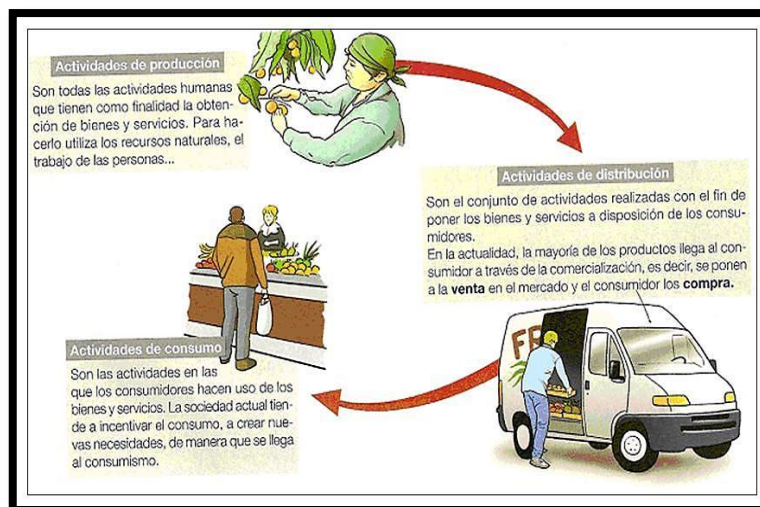 Actividades de producción
Son todas las actividades humanas
que tienen como finalidad la obten-
ción de bienes y servicios. Para ha-
cerlo utiliza los recursos naturales, el
trabajo de las personas...
Actividades de distribución
Son el conjunto de actividades realizadas con el fin de
poner los bienes y servicios a disposición de los consu-
midores.
En la actualidad, la mayoría de los productos llega al con-
sumidor a través de la comercialización, es decir, se ponen
a la venta en el mercado y el consumidor los compra.
FR
Actividades de consumo
Son las actividades en las
que los consumidores hacen uso de los
bienes y servicios. La sociedad actual tien-
de a incentivar el consumo, a crear nue-
vas necesidades, de manera que se llega
al consumismo.